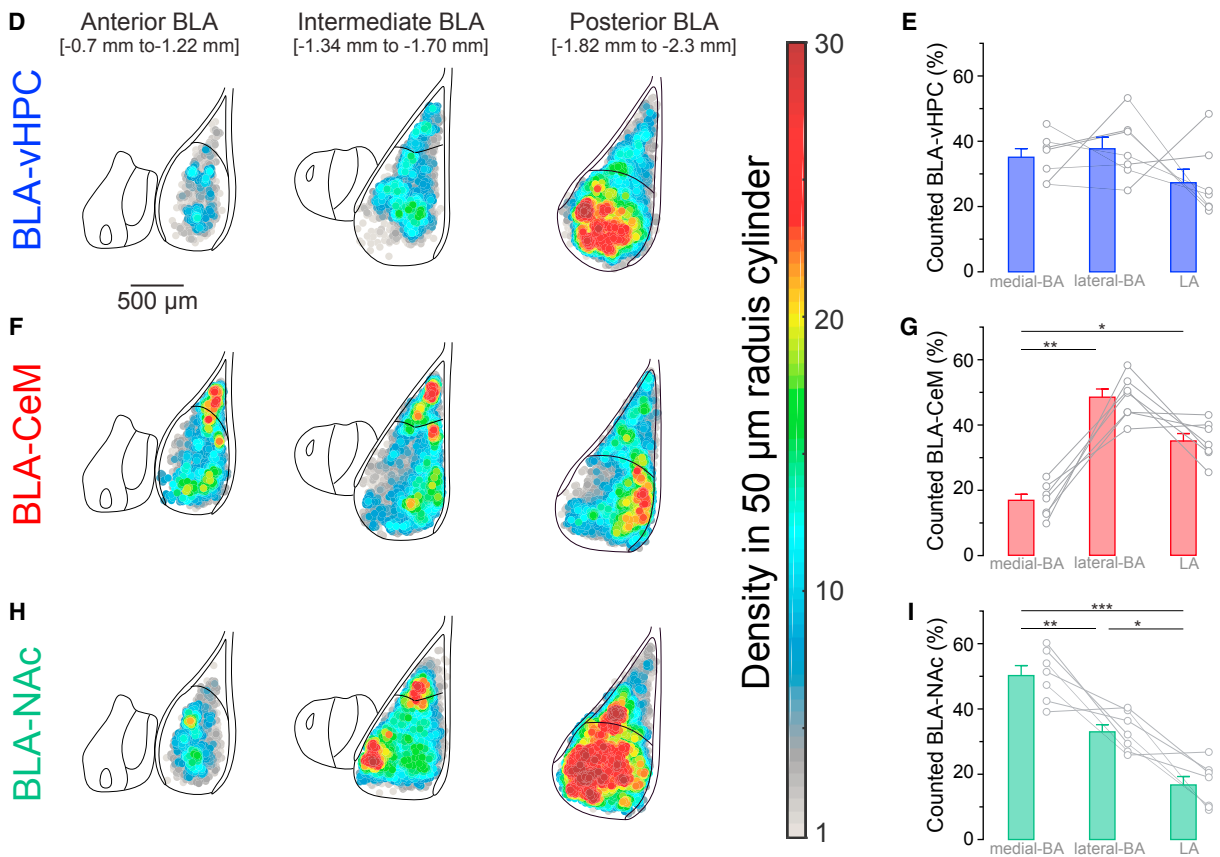 D
Anterior BLA
[-0.7 mm to-1.22 mm]
Intermediate BLA
[-1.34 mm to -1.70 mm]
Posterior BLA
[-1.82 mm to -2.3 mm]
BLA-vHPC
500 µm
F
BLA-CeM
H
BLA-NAc
30
20
10
1
Density in 50 µm raduis cylinder
E
Counted BLA-vHPC (%)
60
40
20
0
medial-BA lateral-BA LA
G
Counted BLA-CeM (%)
60
40
20
0
*
**
medial-BA lateral-BA LA
I
Counted BLA-NAc (%)
60
40
20
0
***
** *
medial-BA lateral-BA LA